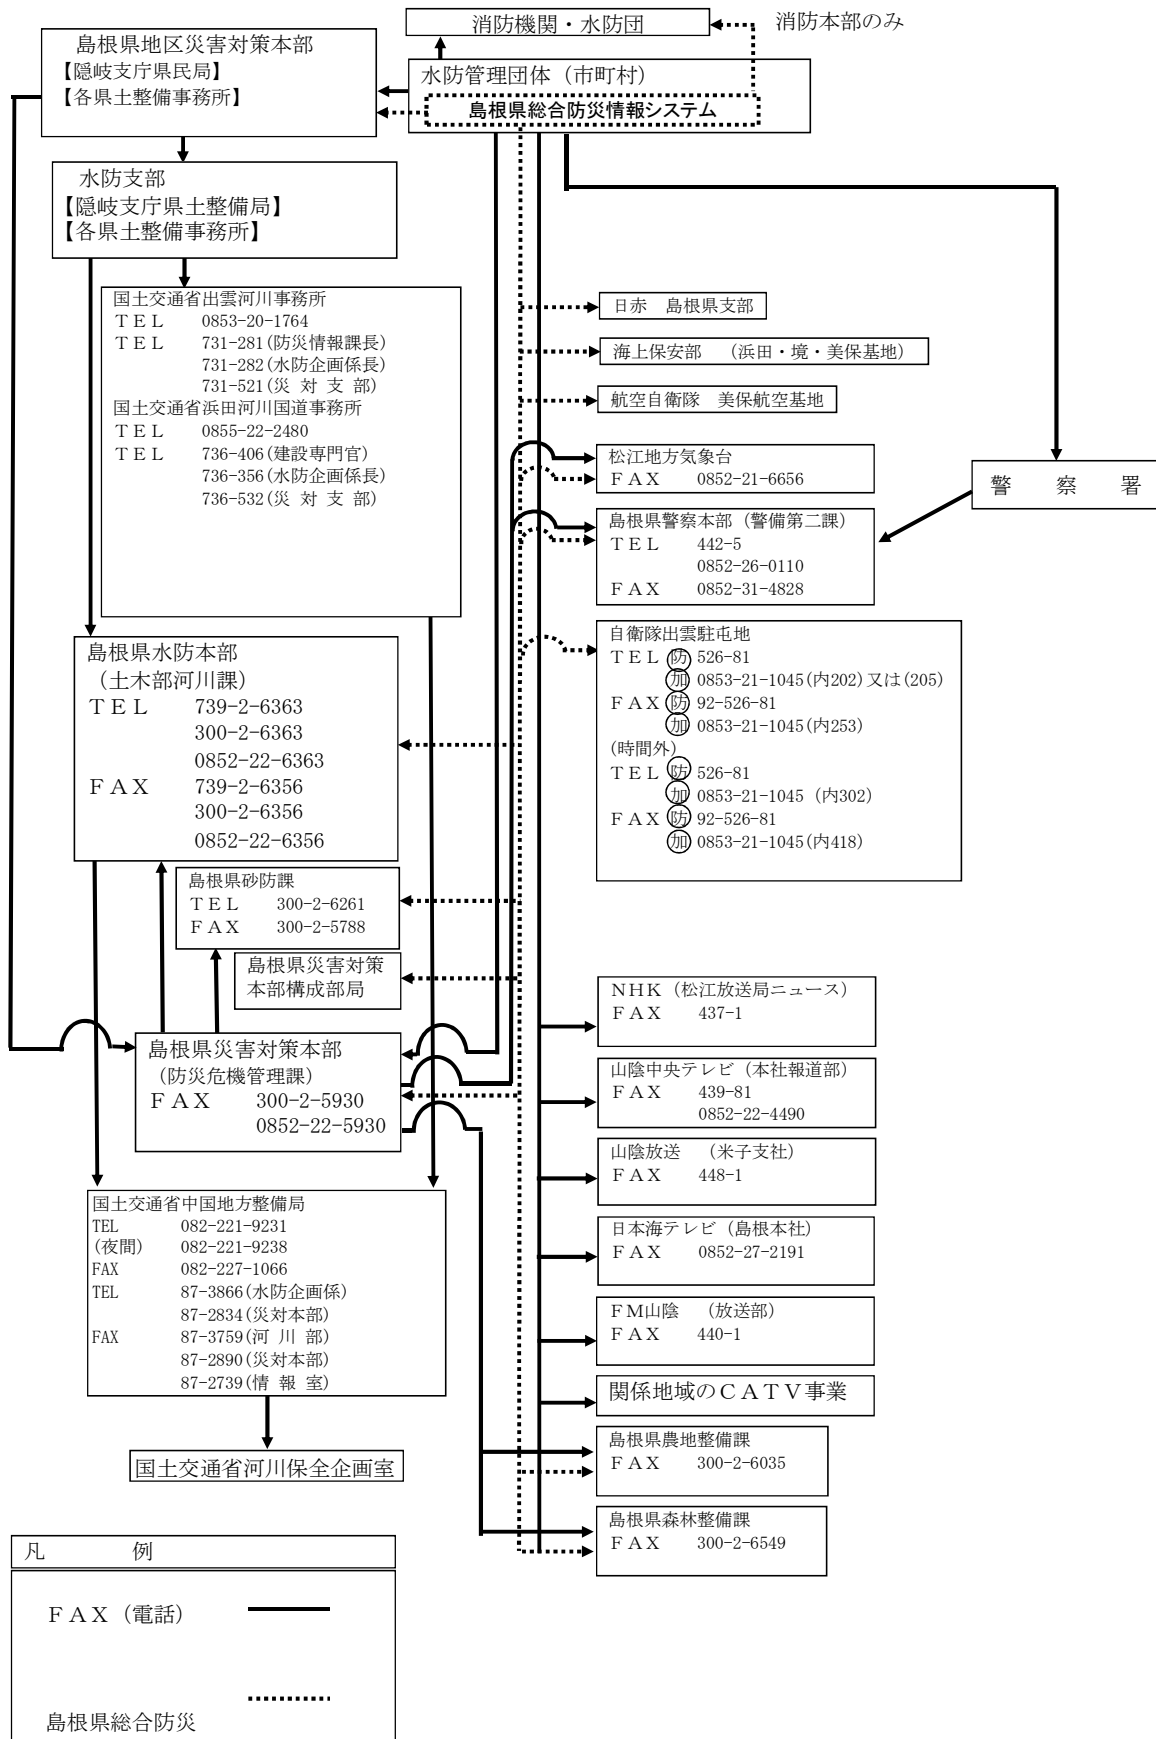 消防機関・水防団
消防本部のみ
島根県地区災害対策本部
【隠岐支庁県民局】
【各県土整備事務所】
水防管理団体（市町村）
島根県総合防災情報システム
水防支部
【隠岐支庁県土整備局】
【各県土整備事務所】
国土交通省出雲河川事務所
ＴＥＬ 0853-20-1764
ＴＥＬ 731-281(防災情報課長)
731-282(水防企画係長)
731-521(災 対 支 部)
国土交通省浜田河川国道事務所
ＴＥＬ 0855-22-2480
ＴＥＬ 736-406(建設専門官)
736-356(水防企画係長)
736-532(災 対 支 部)
日赤　島根県支部
海上保安部　（浜田・境・美保基地）
航空自衛隊　美保航空基地
松江地方気象台
ＦＡＸ 0852-21-6656
警　察　署
島根県警察本部（警備第二課）
ＴＥＬ 442-5
0852-26-0110
ＦＡＸ 0852-31-4828
自衛隊出雲駐屯地
ＴＥＬ 防 526-81
加 0853-21-1045(内202)又は(205)
ＦＡＸ 防 92-526-81
加 0853-21-1045(内253)
(時間外)
ＴＥＬ 防 526-81
加 0853-21-1045 (内302)
ＦＡＸ 防 92-526-81
加 0853-21-1045(内418)
島根県水防本部
（土木部河川課）
ＴＥＬ 739-2-6363
300-2-6363
0852-22-6363
ＦＡＸ 739-2-6356
300-2-6356
0852-22-6356
島根県砂防課
ＴＥＬ 300-2-6261
ＦＡＸ 300-2-5788
島根県災害対策
本部構成部局
島根県災害対策本部
（防災危機管理課）
ＦＡＸ 300-2-5930
0852-22-5930
ＮＨＫ（松江放送局ニュース）
ＦＡＸ 437-1
山陰中央テレビ（本社報道部）
ＦＡＸ 439-81
0852-22-4490
山陰放送　（米子支社）
ＦＡＸ 448-1
日本海テレビ（島根本社）
ＦＡＸ 0852-27-2191
ＦＭ山陰　（放送部）
ＦＡＸ 440-1
関係地域のＣＡＴＶ事業
島根県農地整備課
ＦＡＸ 300-2-6035
島根県森林整備課
ＦＡＸ 300-2-6549
国土交通省中国地方整備局
TEL 082-221-9231
(夜間) 082-221-9238
FAX 082-227-1066
TEL 87-3866(水防企画係)
87-2834(災対本部)
FAX 87-3759(河 川 部)
87-2890(災対本部)
87-2739(情 報 室)
国土交通省河川保全企画室
凡　　例
ＦＡＸ（電話）
島根県総合防災